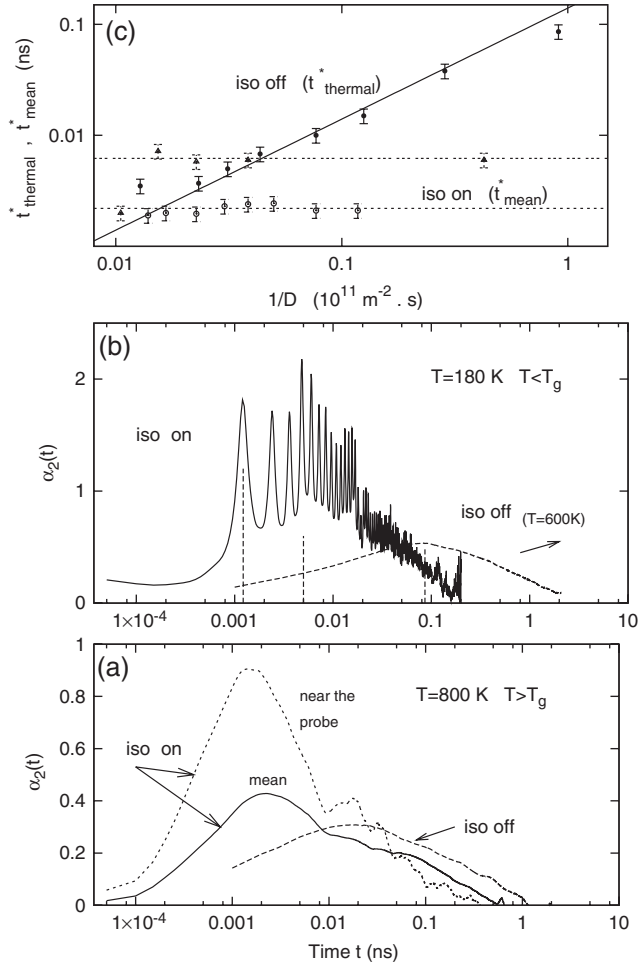 (c)
0.1
0.01
t*thermal , t*mean (ns)
iso off (t*thermal)
iso on (t*mean)
0.01 0.1 1
1/D (10^11 m^-2 . s)
(b)
2
1
0
α2(t)
T=180 K T<Tg
iso on
iso off (T=600K)
1×10^-4 0.001 0.01 0.1 1 10
(a)
1
0.8
0.6
0.4
0.2
0
α2(t)
near the
probe
T=800 K T>Tg
iso on
mean
iso off
1×10^-4 0.001 0.01 0.1 1 10
Time t (ns)